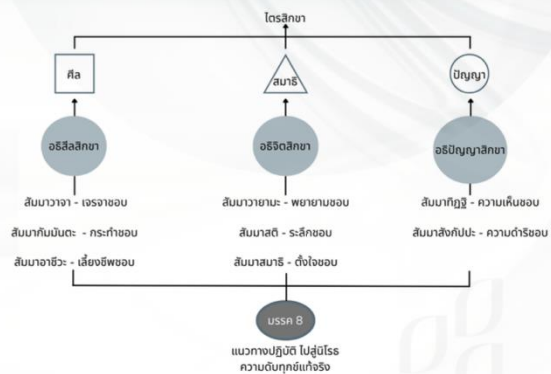 ไตรสิกขา
ศีล
สมาธิ
ปัญญา
อธิสีลสิกขา
อธิจิตสิกขา
อธิปัญญาสิกขา
สัมมาวาจา - เจรจาชอบ
สัมมาวายามะ - พยายามชอบ
สัมมาทิฏฐิ - ความเห็นชอบ
สัมมากัมมันตะ - กระทำชอบ
สัมมาสติ - ระลึกชอบ
สัมมาสังกัปปะ - ความดำริชอบ
สัมมาอาชีวะ - เลี้ยงชีพชอบ
สัมมาสมาธิ - ตั้งใจชอบ
มรรค 8
แนวทางปฏิบัติ ไปสู่นิโรธ
ความดับทุกข์แท้จริง